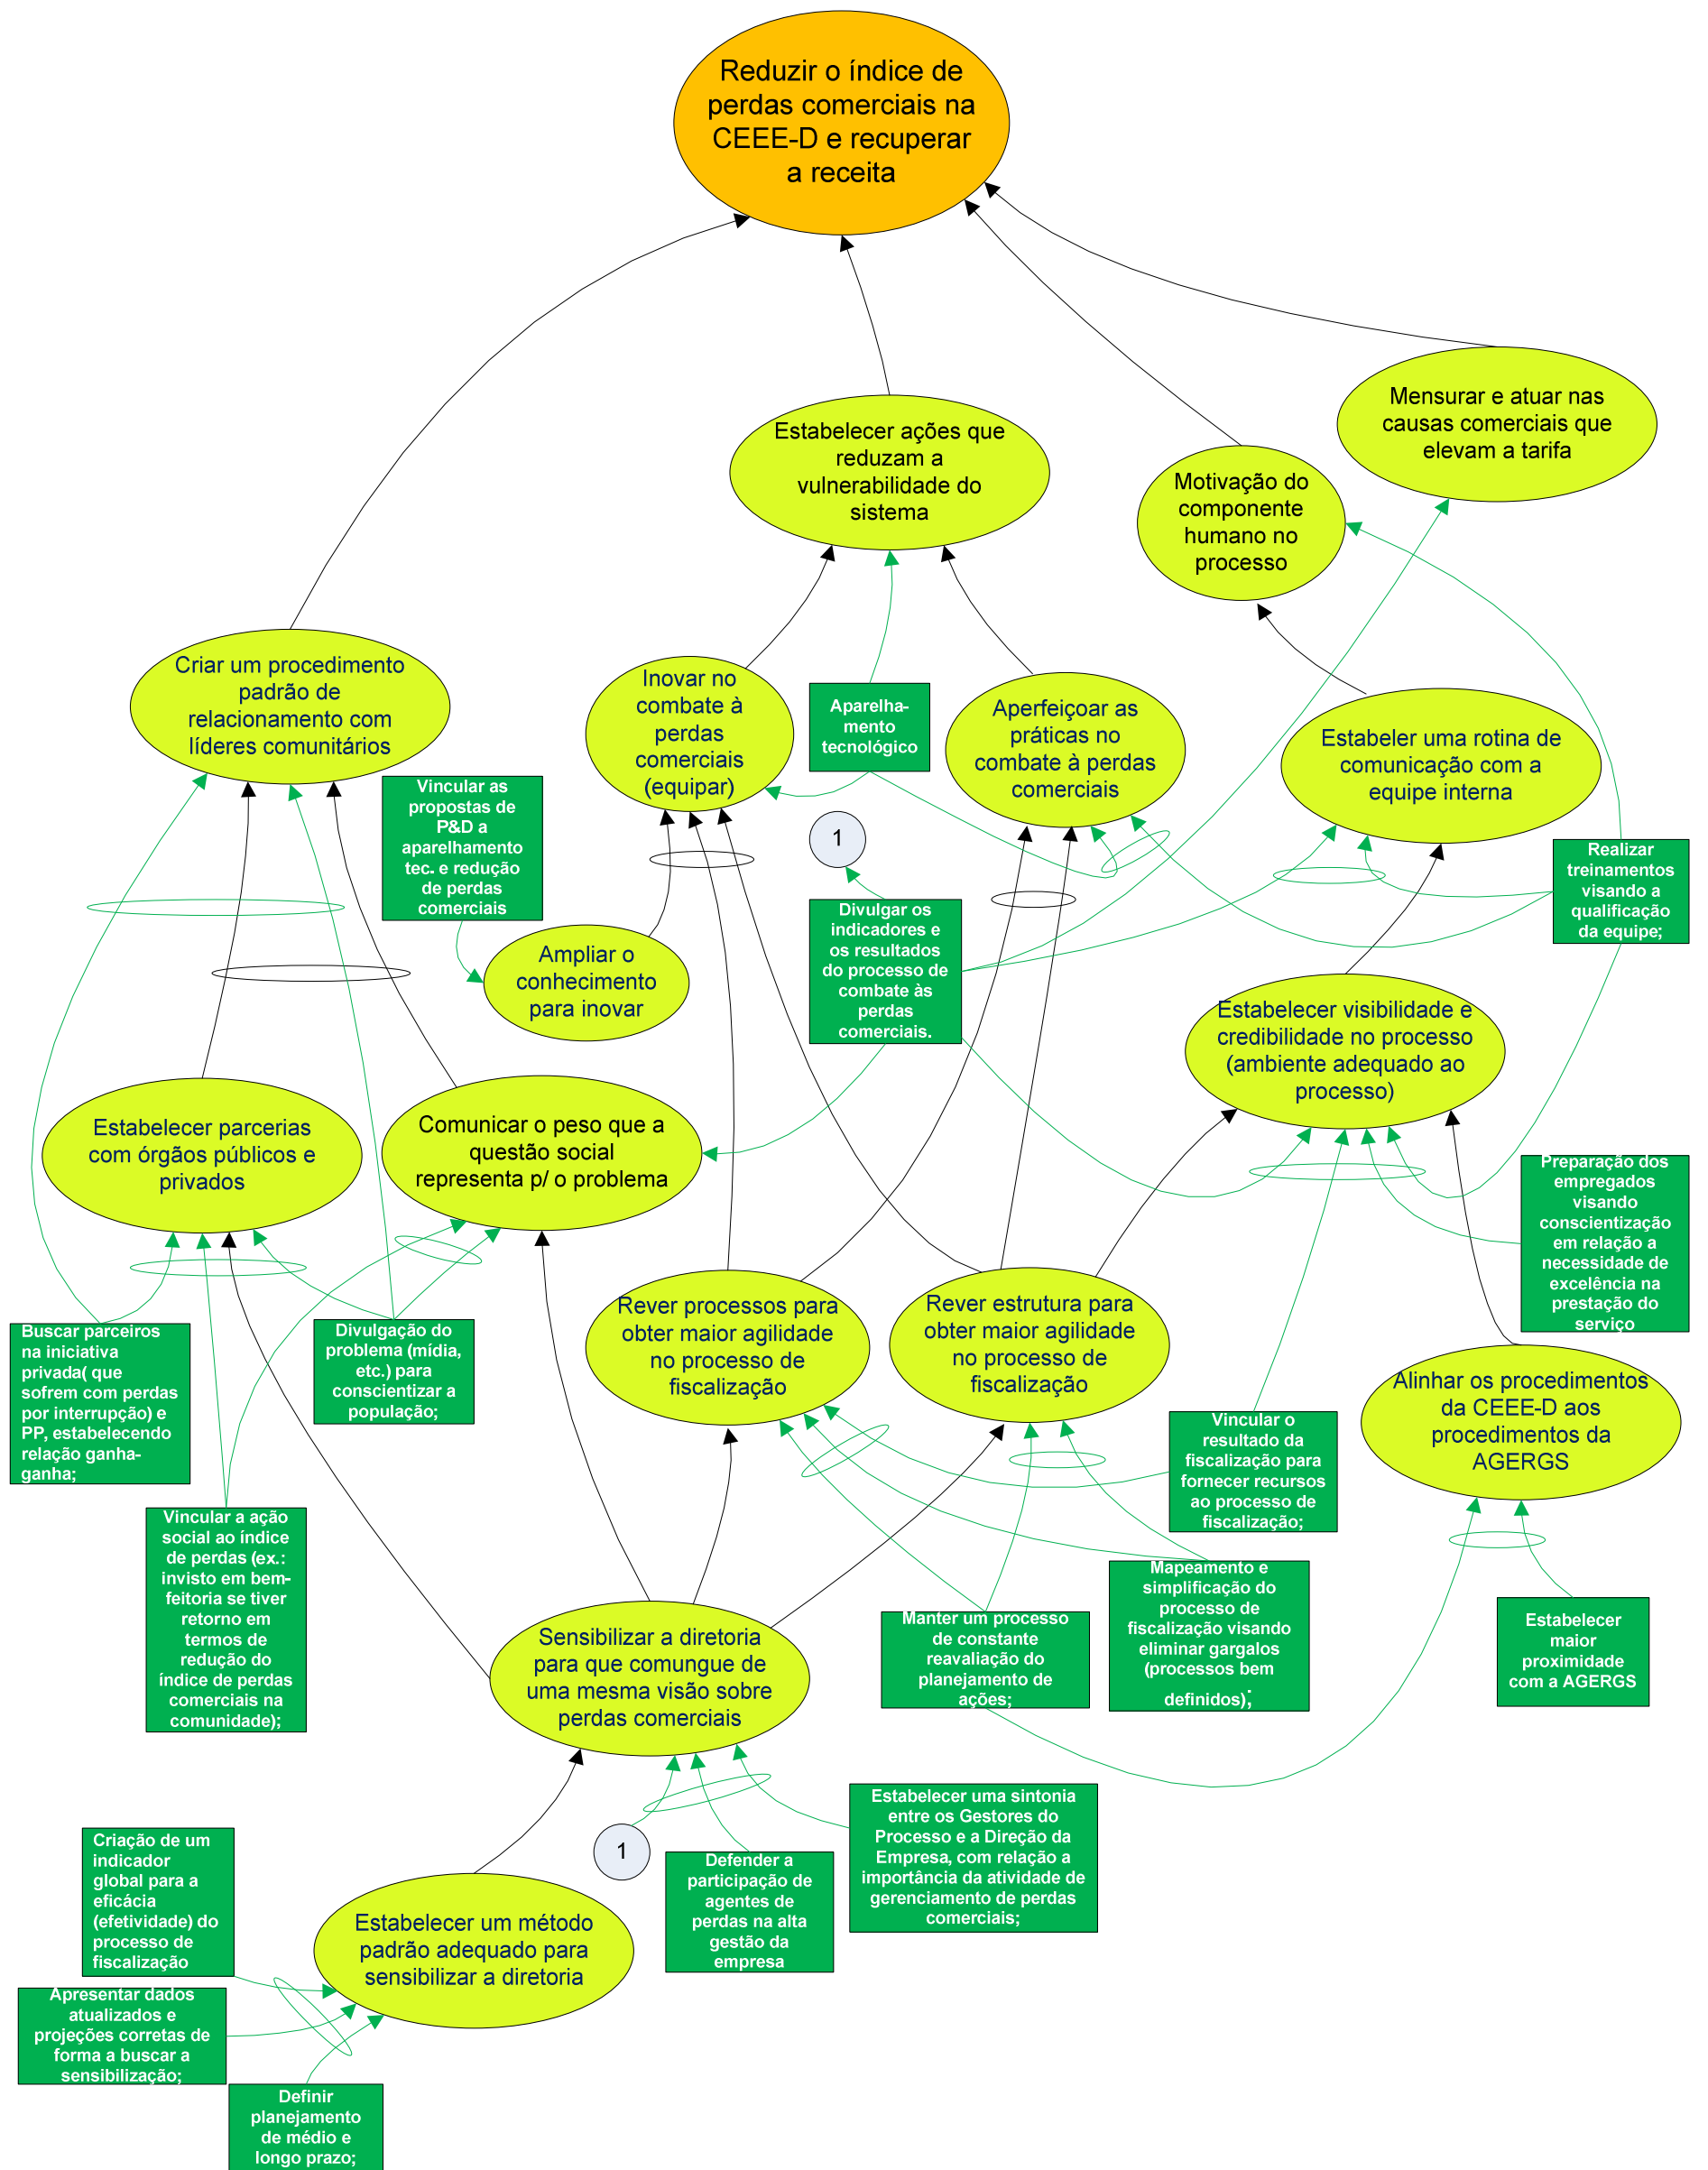 Reduzir o índice de
perdas comerciais na
CEEE-D e recuperar
a receita
Mensurar e atuar nas
causas comerciais que
elevam a tarifa
Estabelecer ações que
reduzam a
vulnerabilidade do
sistema
Motivação do
componente
humano no
processo
Criar um procedimento
padrão de
relacionamento com
líderes comunitários
Inovar no
combate à
perdas
comerciais
(equipar)
Aparelha-
mento
tecnológico
Aperfeiçoar as
práticas no
combate à perdas
comerciais
Estabeler uma rotina de
comunicação com a
equipe interna
Vincular as
propostas de
P&D a
aparelhamento
tec. e redução
de perdas
comerciais
1
Realizar
treinamentos
visando a
qualificação
da equipe;
Divulgar os
indicadores e
os resultados
do processo de
combate às
perdas
comerciais.
Ampliar o
conhecimento
para inovar
Estabelecer visibilidade e
credibilidade no processo
(ambiente adequado ao
processo)
Estabelecer parcerias
com órgãos públicos e
privados
Comunicar o peso que a
questão social
representa p/ o problema
Preparação dos
empregados
visando
conscientização
em relação a
necessidade de
excelência na
prestação do
serviço
Buscar parceiros
na iniciativa
privada( que
sofrem com perdas
por interrupção) e
PP, estabelecendo
relação ganha-
ganha;
Divulgação do
problema (mídia,
etc.) para
conscientizar a
população;
Rever processos para
obter maior agilidade
no processo de
fiscalização
Rever estrutura para
obter maior agilidade
no processo de
fiscalização
Alinhar os procedimentos
da CEEE-D aos
procedimentos da
AGERGS
Vincular o
resultado da
fiscalização para
fornecer recursos
ao processo de
fiscalização;
Vincular a ação
social ao índice
de perdas (ex.:
invisto em bem-
feitoria se tiver
retorno em
termos de
redução do
índice de perdas
comerciais na
comunidade);
Mapeamento e
simplificação do
processo de
fiscalização visando
eliminar gargalos
(processos bem
definidos);
Manter um processo
de constante
reavaliação do
planejamento de
ações;
Estabelecer
maior
proximidade
com a AGERGS
Sensibilizar a diretoria
para que comungue de
uma mesma visão sobre
perdas comerciais
Estabelecer uma sintonia
entre os Gestores do
Processo e a Direção da
Empresa, com relação a
importância da atividade de
gerenciamento de perdas
comerciais;
1
Defender a
participação de
agentes de
perdas na alta
gestão da
empresa
Criação de um
indicador
global para a
eficácia
(efetividade) do
processo de
fiscalização
Estabelecer um método
padrão adequado para
sensibilizar a diretoria
Apresentar dados
atualizados e
projeções corretas de
forma a buscar a
sensibilização;
Definir
planejamento
de médio e
longo prazo;